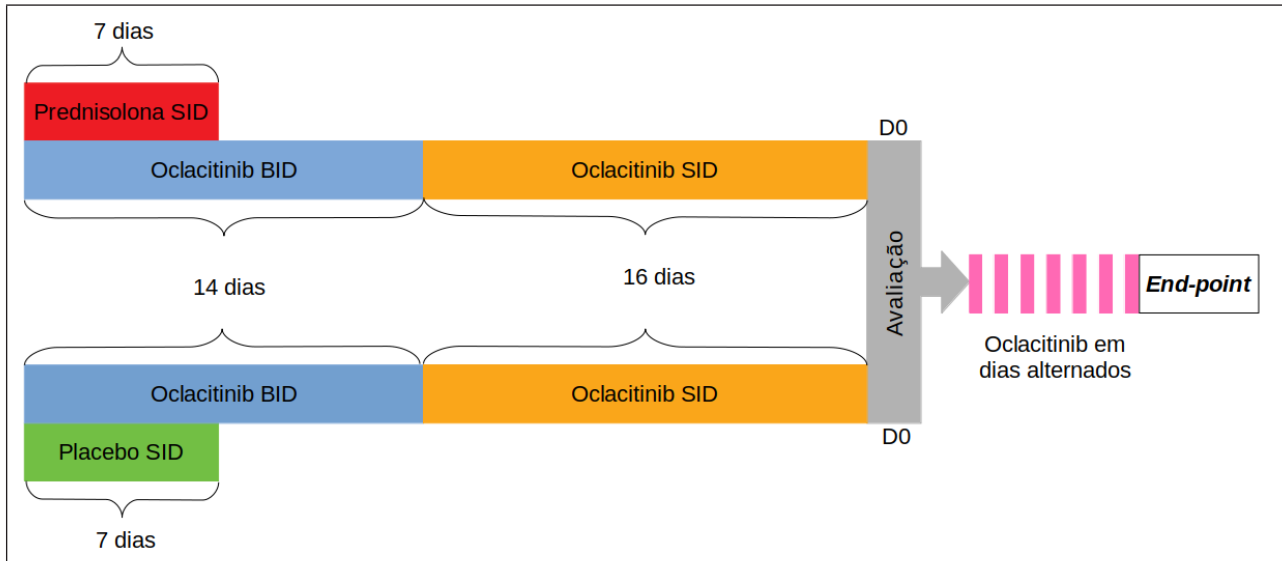 7 dias
Prednisolona SID
D0
Oclacitinib BID
Oclacitinib SID
14 dias
16 dias
Avaliação
End-point
Oclacitinib em
dias alternados
Oclacitinib BID
Oclacitinib SID
D0
Placebo SID
7 dias